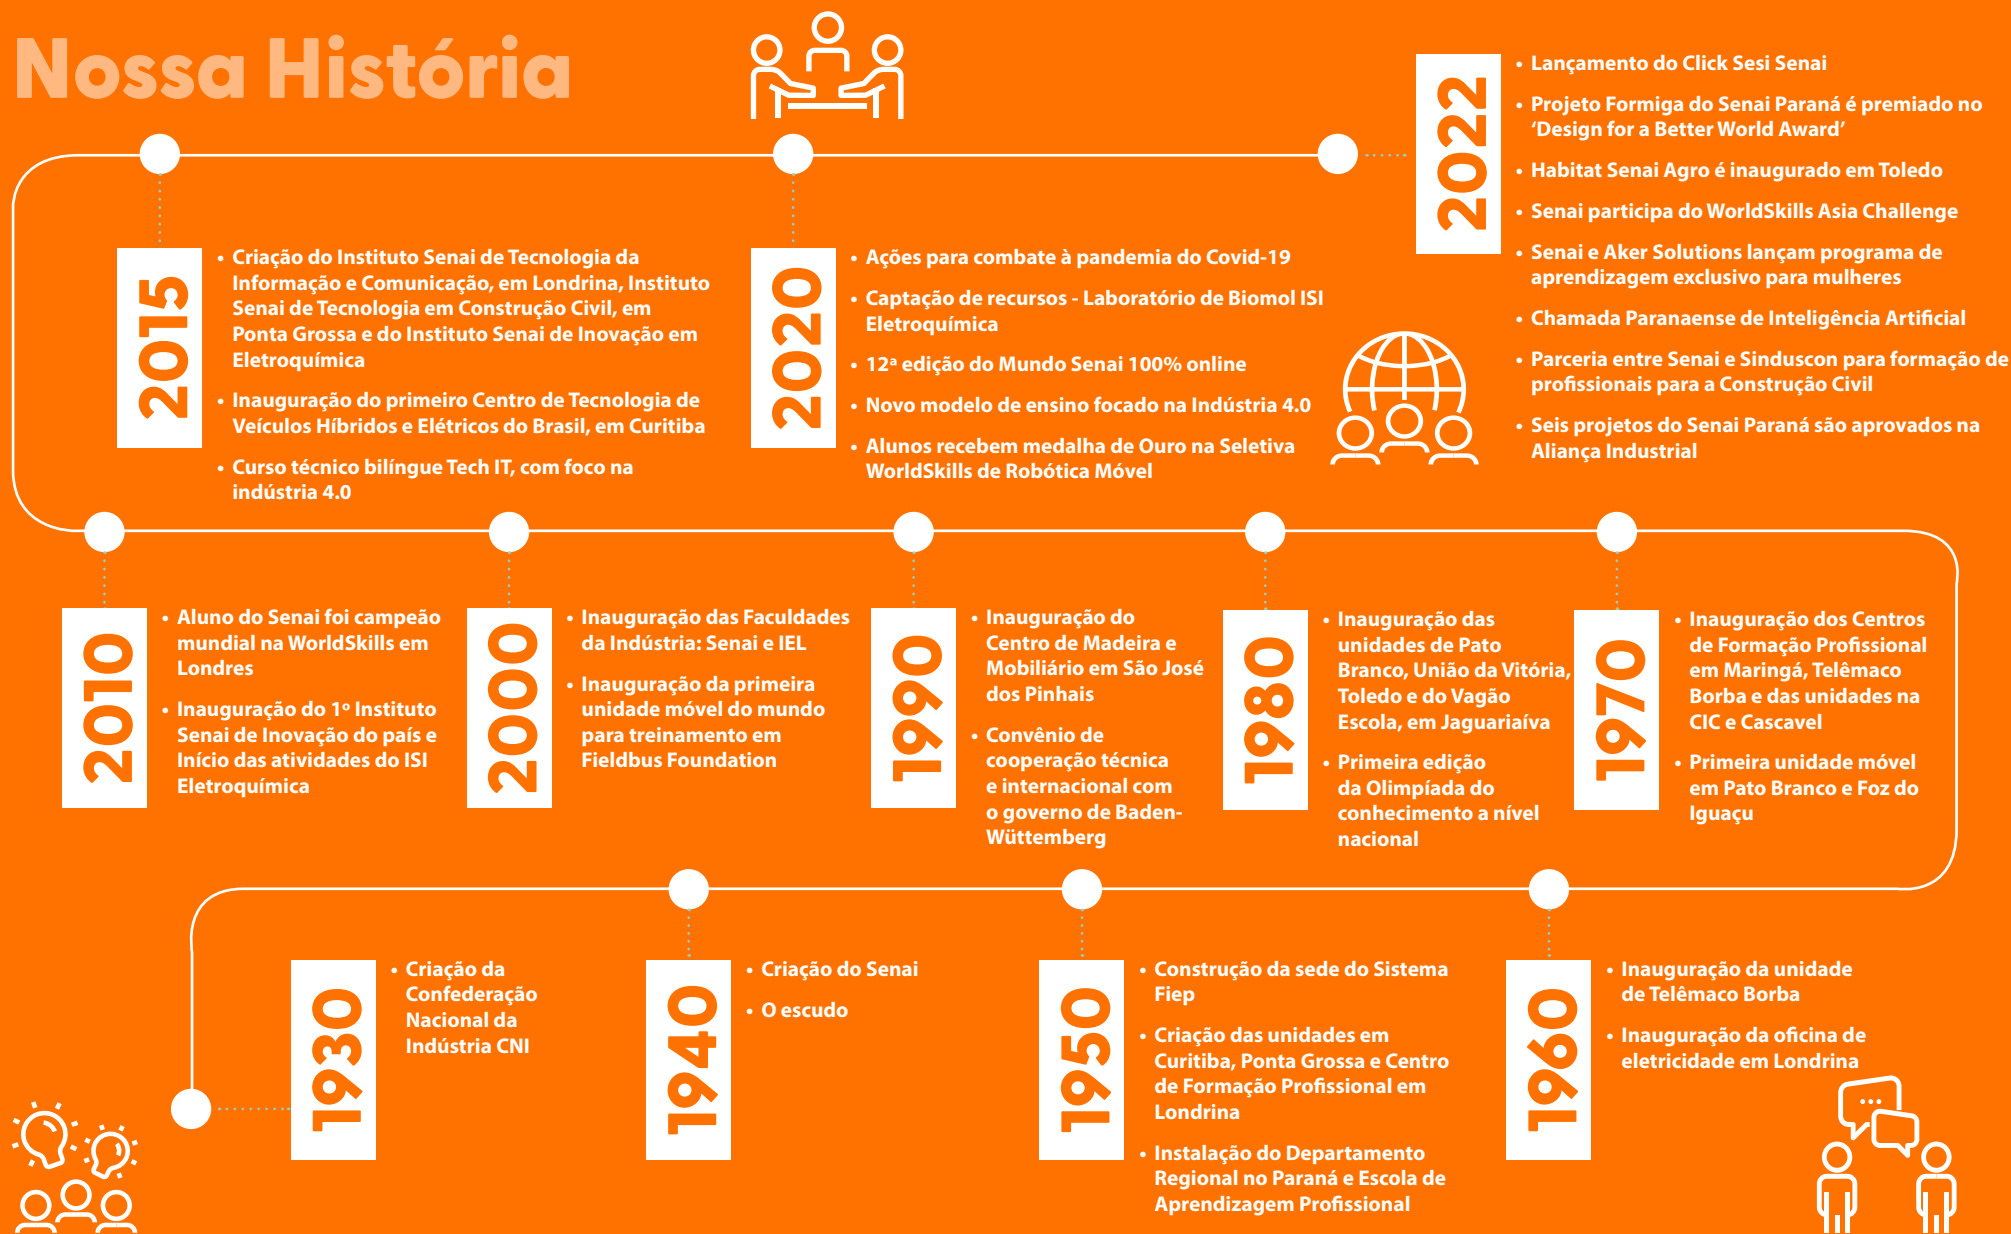 Nossa História
2022
• Lançamento do Click Sesi Senai
• Projeto Formiga do Senai Paraná é premiado no
‘Design for a Better World Award’
• Habitat Senai Agro é inaugurado em Toledo
• Senai participa do WorldSkills Asia Challenge
• Senai e Aker Solutions lançam programa de
aprendizagem exclusivo para mulheres
• Chamada Paranaense de Inteligência Artificial
• Parceria entre Senai e Sinduscon para formação de
profissionais para a Construção Civil
• Seis projetos do Senai Paraná são aprovados na
Aliança Industrial
2015
• Criação do Instituto Senai de Tecnologia da
Informação e Comunicação, em Londrina, Instituto
Senai de Tecnologia em Construção Civil, em
Ponta Grossa e do Instituto Senai de Inovação em
Eletroquímica
• Inauguração do primeiro Centro de Tecnologia de
Veículos Híbridos e Elétricos do Brasil, em Curitiba
• Curso técnico bilíngue Tech IT, com foco na
indústria 4.0
2020
• Ações para combate à pandemia do Covid-19
• Captação de recursos - Laboratório de Biomol ISI
Eletroquímica
• 12ª edição do Mundo Senai 100% online
• Novo modelo de ensino focado na Indústria 4.0
• Alunos recebem medalha de Ouro na Seletiva
WorldSkills de Robótica Móvel
2010
• Aluno do Senai foi campeão
mundial na WorldSkills em
Londres
• Inauguração do 1º Instituto
Senai de Inovação do país e
Início das atividades do ISI
Eletroquímica
2000
• Inauguração das Faculdades
da Indústria: Senai e IEL
• Inauguração da primeira
unidade móvel do mundo
para treinamento em
Fieldbus Foundation
1990
• Inauguração do
Centro de Madeira e
Mobiliário em São José
dos Pinhais
• Convênio de
cooperação técnica
e internacional com
o governo de Baden-
Wüttemberg
1980
• Inauguração das
unidades de Pato
Branco, União da Vitória,
Toledo e do Vagão
Escola, em Jaguariaíva
• Primeira edição
da Olimpíada do
conhecimento a nível
nacional
1970
• Inauguração dos Centros
de Formação Profissional
em Maringá, Telêmaco
Borba e das unidades na
CIC e Cascavel
• Primeira unidade móvel
em Pato Branco e Foz do
Iguaçu
1930
• Criação da
Confederação
Nacional da
Indústria CNI
1940
• Criação do Senai
• O escudo
1950
• Construção da sede do Sistema
Fiep
• Criação das unidades em
Curitiba, Ponta Grossa e Centro
de Formação Profissional em
Londrina
• Instalação do Departamento
Regional no Paraná e Escola de
Aprendizagem Profissional
1960
• Inauguração da unidade
de Telêmaco Borba
• Inauguração da oficina de
eletricidade em Londrina